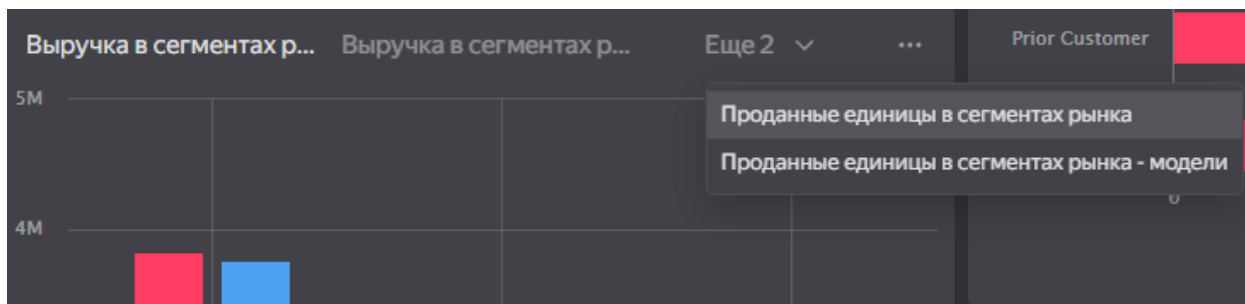 Выручка в сегментах р... Выручка в сегментах р... Еще 2 ...
Prior Customer
5M
Проданные единицы в сегментах рынка
Проданные единицы в сегментах рынка - модели
0
4M